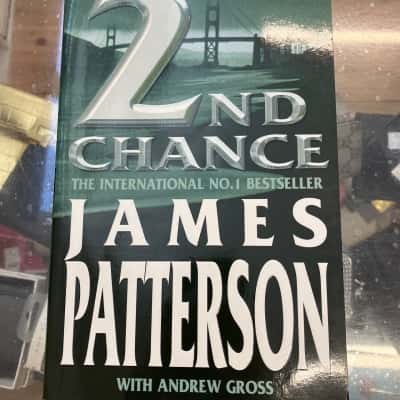 2ND
CHANCE
THE INTERNATIONAL NO.1 BESTSELLER
JAMES
PATTERSON
WITH ANDREW GROSS